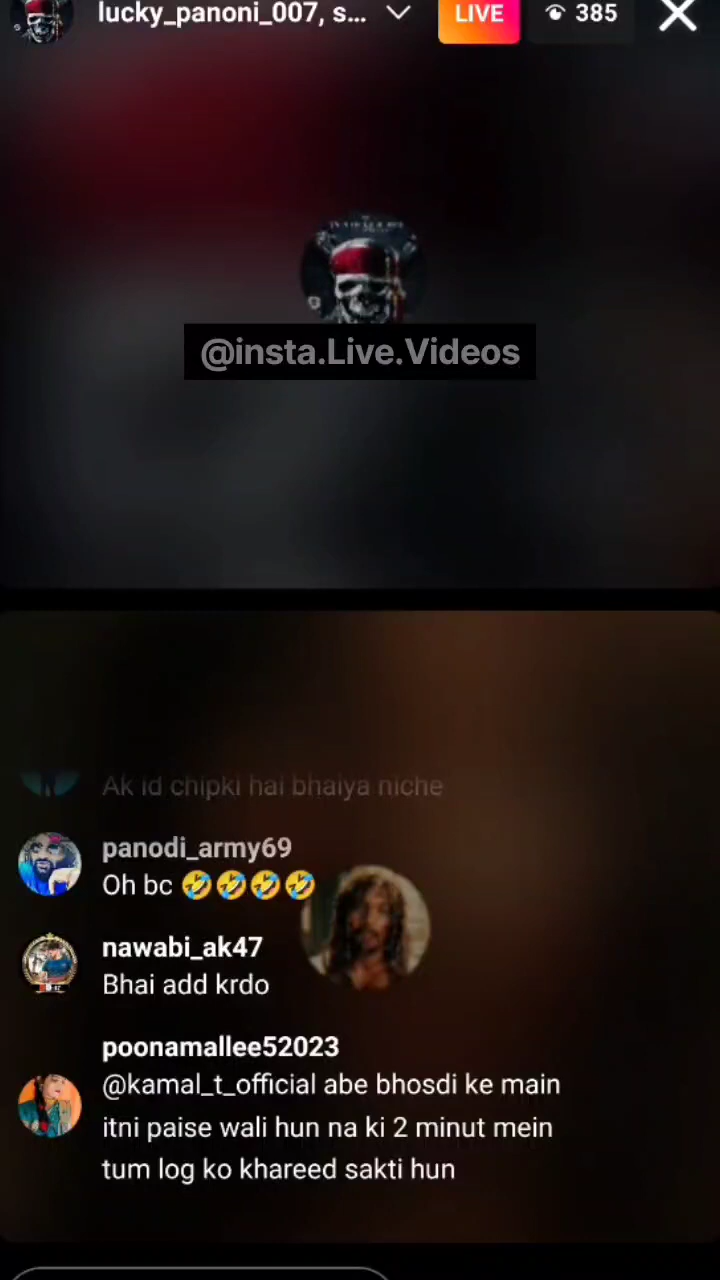 lucky_panoni_007, s...
LIVE
385
@insta.Live.Videos
Ak id chipki hai bhaiya niche
panodi_army69
Oh bc 🤣🤣🤣🤣
nawabi_ak47
Bhai add krdo
poonamallee52023
@kamal_t_official abe bhosdi ke main
itni paise wali hun na ki 2 minut mein
tum log ko khareed sakti hun